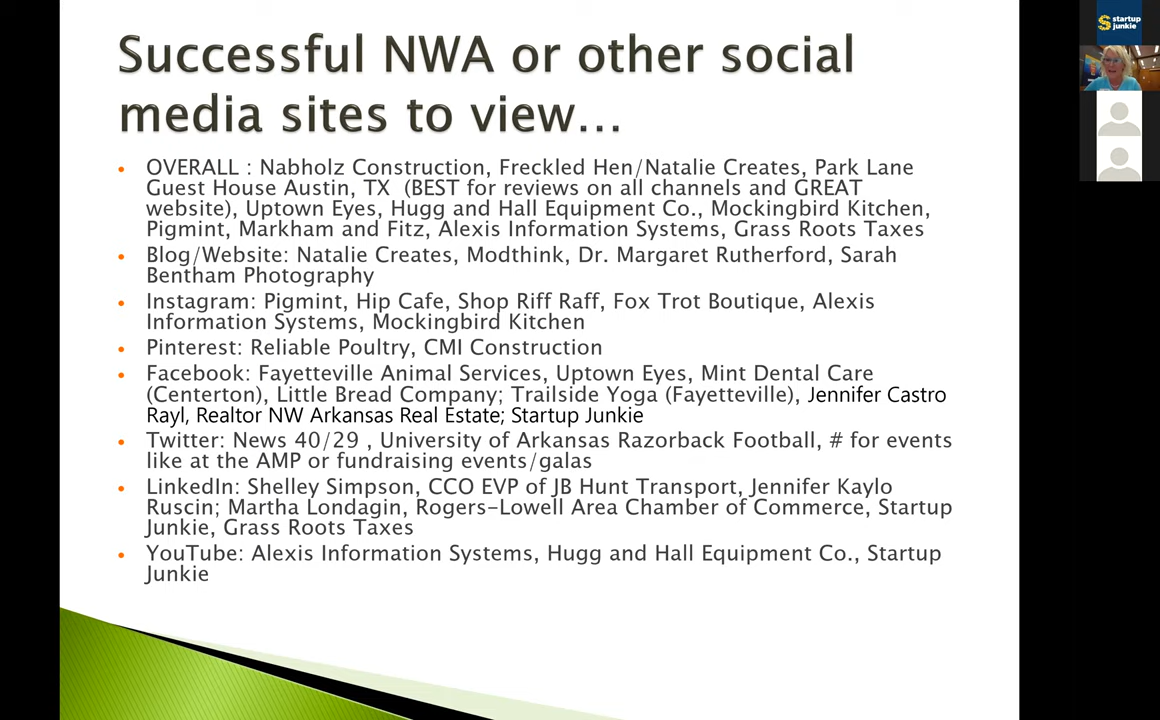 Successful NWA or other social
media sites to view...
• OVERALL : Nabholz Construction, Freckled Hen/Natalie Creates, Park Lane
Guest House Austin, TX (BEST for reviews on all channels and GREAT
website), Uptown Eyes, Hugg and Hall Equipment Co., Mockingbird Kitchen,
Pigmint, Markham and Fitz, Alexis Information Systems, Grass Roots Taxes
• Blog/Website: Natalie Creates, Modthink, Dr. Margaret Rutherford, Sarah
Bentham Photography
• Instagram: Pigmint, Hip Cafe, Shop Riff Raff, Fox Trot Boutique, Alexis
Information Systems, Mockingbird Kitchen
• Pinterest: Reliable Poultry, CMI Construction
• Facebook: Fayetteville Animal Services, Uptown Eyes, Mint Dental Care
(Centerton), Little Bread Company; Trailside Yoga (Fayetteville), Jennifer Castro
Rayl, Realtor NW Arkansas Real Estate; Startup Junkie
• Twitter: News 40/29 , University of Arkansas Razorback Football, # for events
like at the AMP or fundraising events/galas
• LinkedIn: Shelley Simpson, CCO EVP of JB Hunt Transport, Jennifer Kaylo
Ruscin; Martha Londagin, Rogers-Lowell Area Chamber of Commerce, Startup
Junkie, Grass Roots Taxes
• YouTube: Alexis Information Systems, Hugg and Hall Equipment Co., Startup
Junkie
startup
junkie